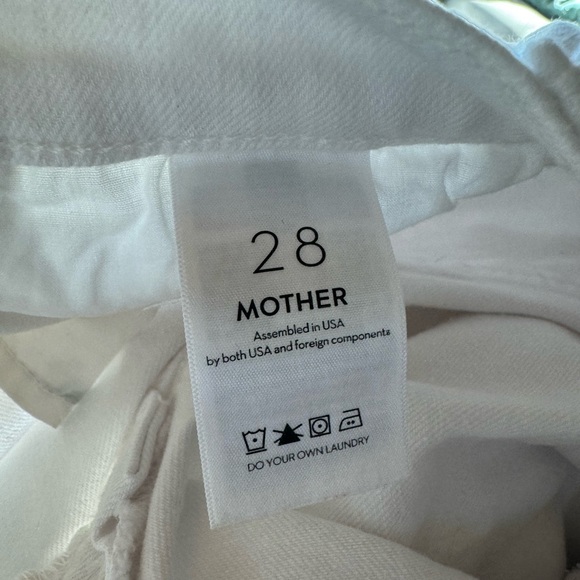 28
MOTHER
Assembled in USA
by both USA and foreign components
DO YOUR OWN LAUNDRY